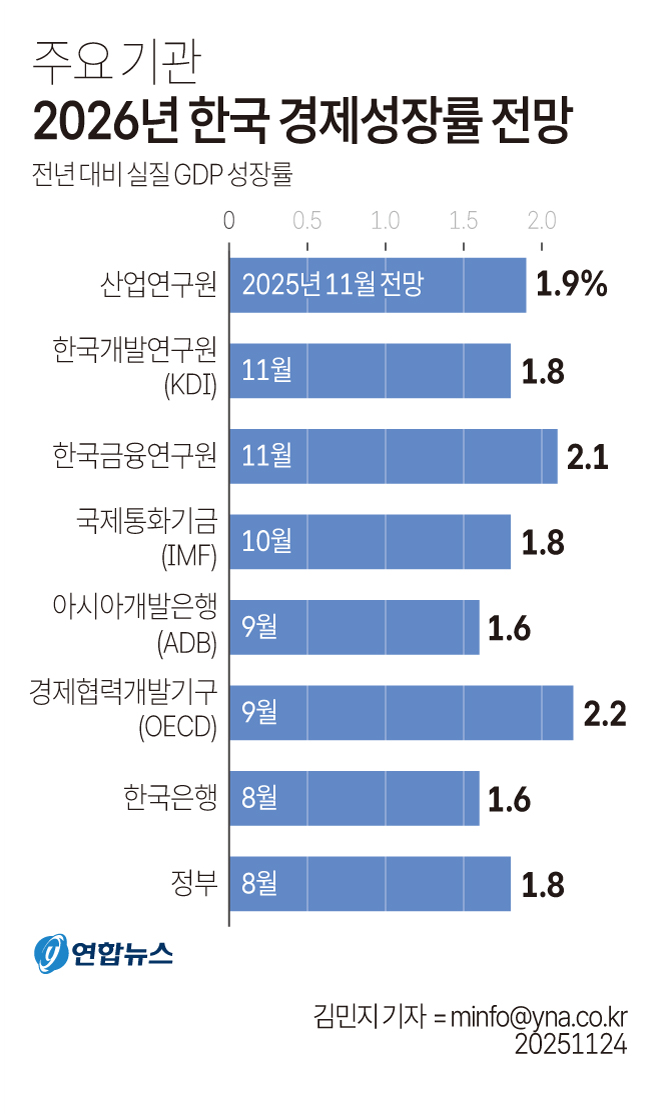 주요 기관
2026년 한국 경제성장률 전망
전년 대비 실질 GDP 성장률
0 0.5 1.0 1.5 2.0
산업연구원 2025년 11월 전망 1.9%
한국개발연구원
(KDI) 11월 1.8
한국금융연구원 11월 2.1
국제통화기금
(IMF) 10월 1.8
아시아개발은행
(ADB) 9월 1.6
경제협력개발기구
(OECD) 9월 2.2
한국은행 8월 1.6
정부 8월 1.8
y 연합뉴스
김민지 기자 = minfo@yna.co.kr
20251124